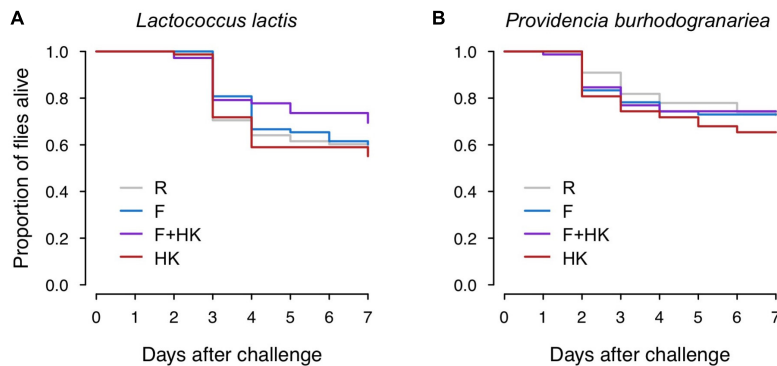 A
Lactococcus lactis
Proportion of flies alive
1.0
0.8
0.6
0.4
0.2
0.0
R
F
F+HK
HK
0 1 2 3 4 5 6 7
Days after challenge
B
Providencia burhodogranariea
1.0
0.8
0.6
0.4
0.2
0.0
R
F
F+HK
HK
0 1 2 3 4 5 6 7
Days after challenge